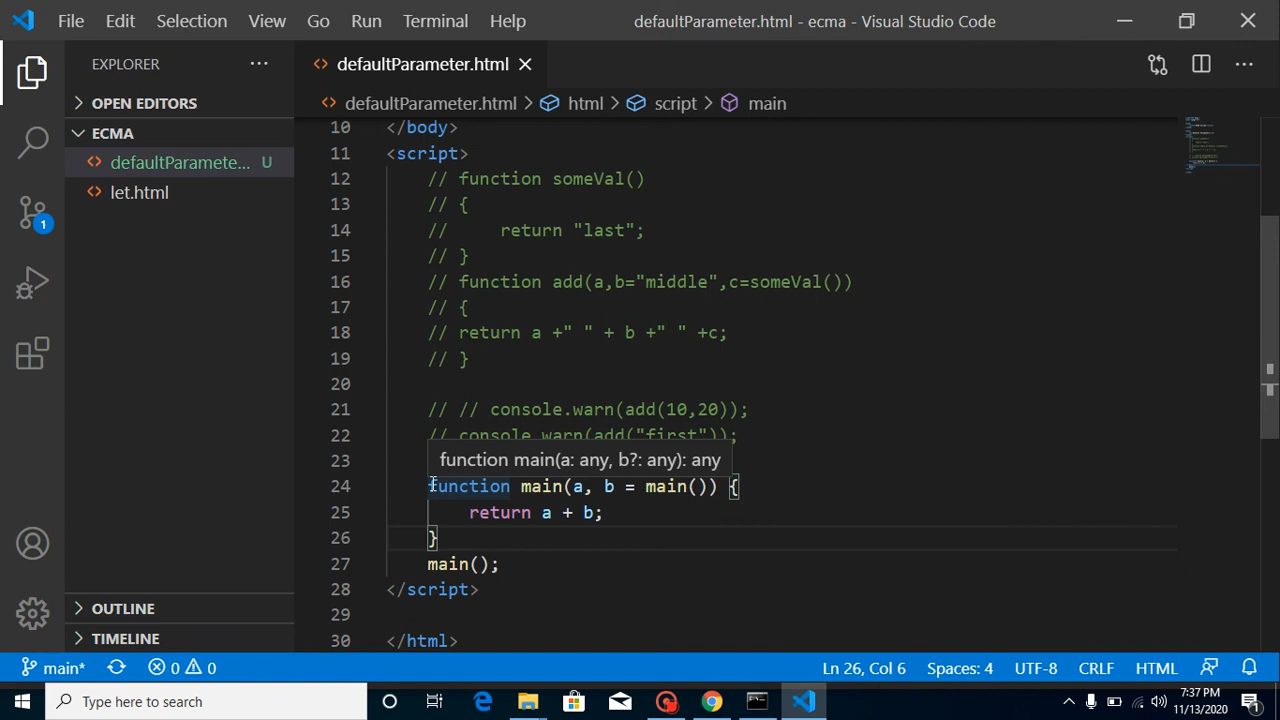 File Edit Selection View Go Run Terminal Help defaultParameter.html - ecma - Visual Studio Code
EXPLORER
defaultParameter.html
OPEN EDITORS
defaultParameter.html > html > script > main
ECMA
defaultParamete... U
let.html
10 </body>
11 <script>
12 // function someVal()
13 // {
14 //     return "last";
15 // }
16 // function add(a,b="middle",c=someVal())
17 // {
18 // return a +" " + b +" " +c;
19 // }
20
21 // // console.warn(add(10,20));
22 // console.warn(add("first"));
23
function main(a: any, b?: any): any
24 function main(a, b = main()) {
25     return a + b;
26 }
27 main();
28 </script>
29
30 </html>
1
OUTLINE
TIMELINE
main* 0 0 Ln 26, Col 6 Spaces: 4 UTF-8 CRLF HTML
Type here to search
7:37 PM
11/13/2020
1